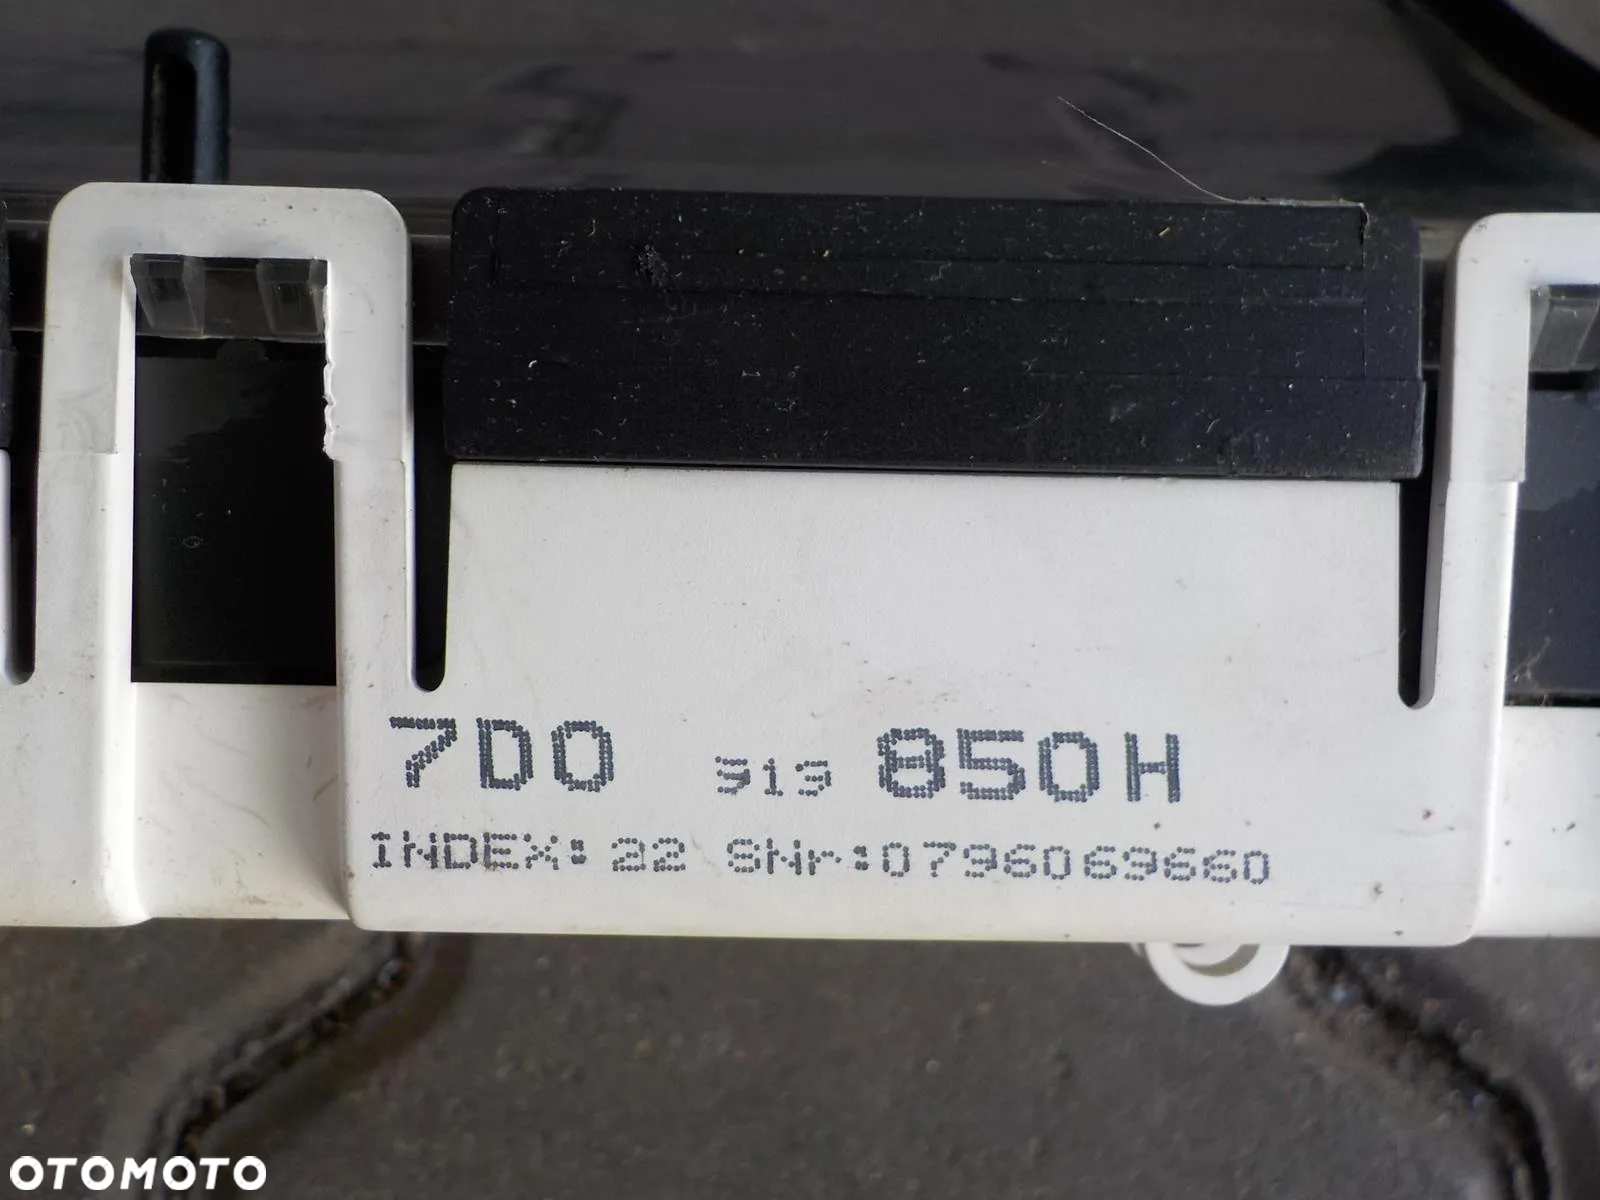 7D0 919 850H
INDEX: 22 SNr:0796069660
OTOMOTO